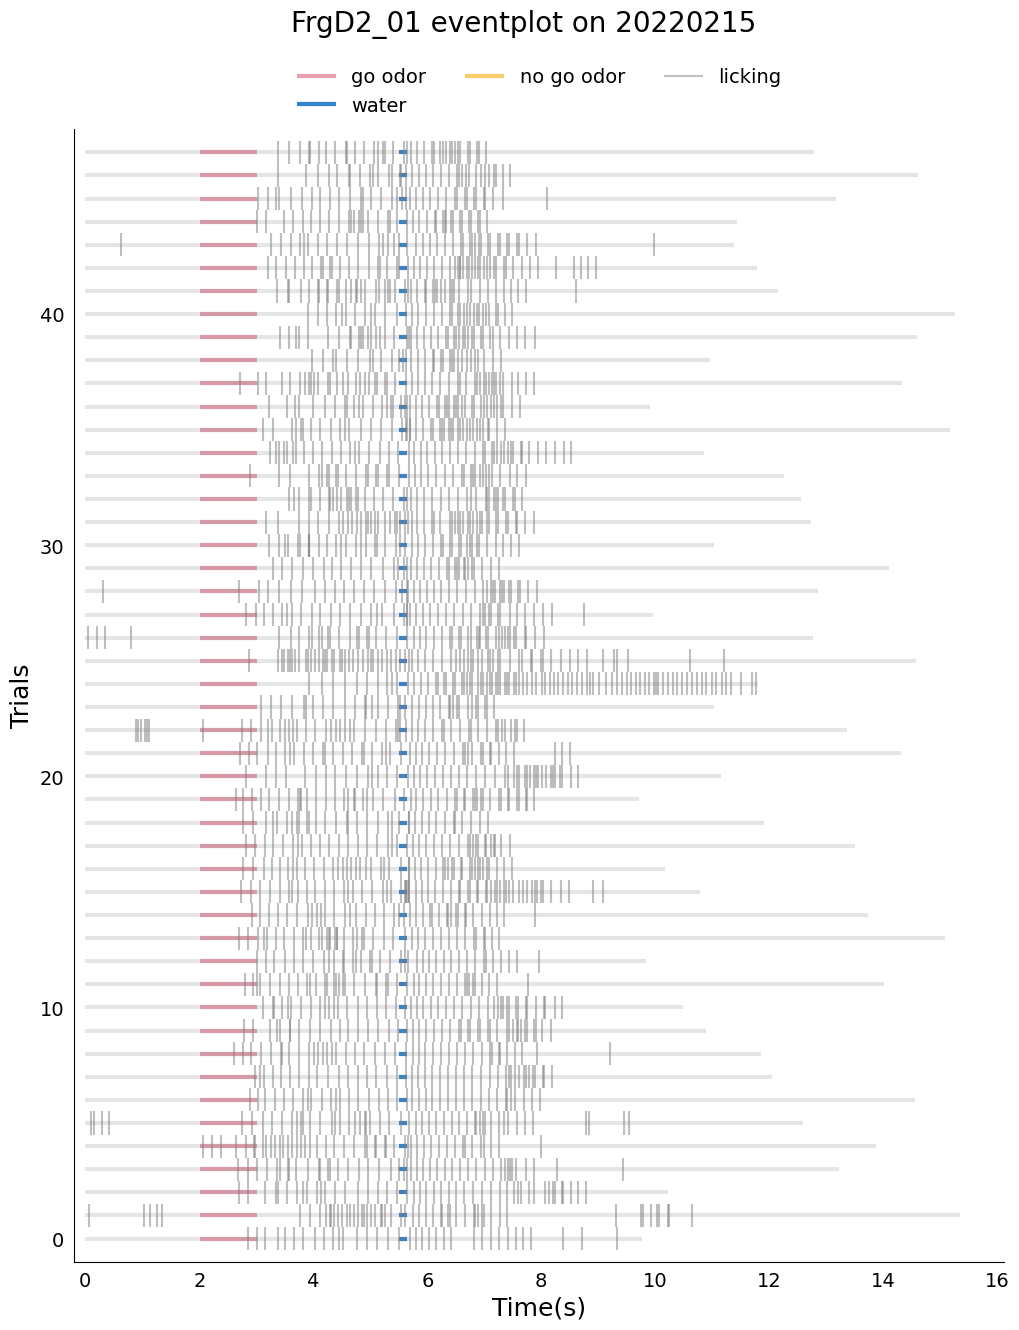 FrgD2_01 eventplot on 20220215
go odor no go odor licking
water
40
30
20
10
0
Trials
0 2 4 6 8 10 12 14 16
Time(s)